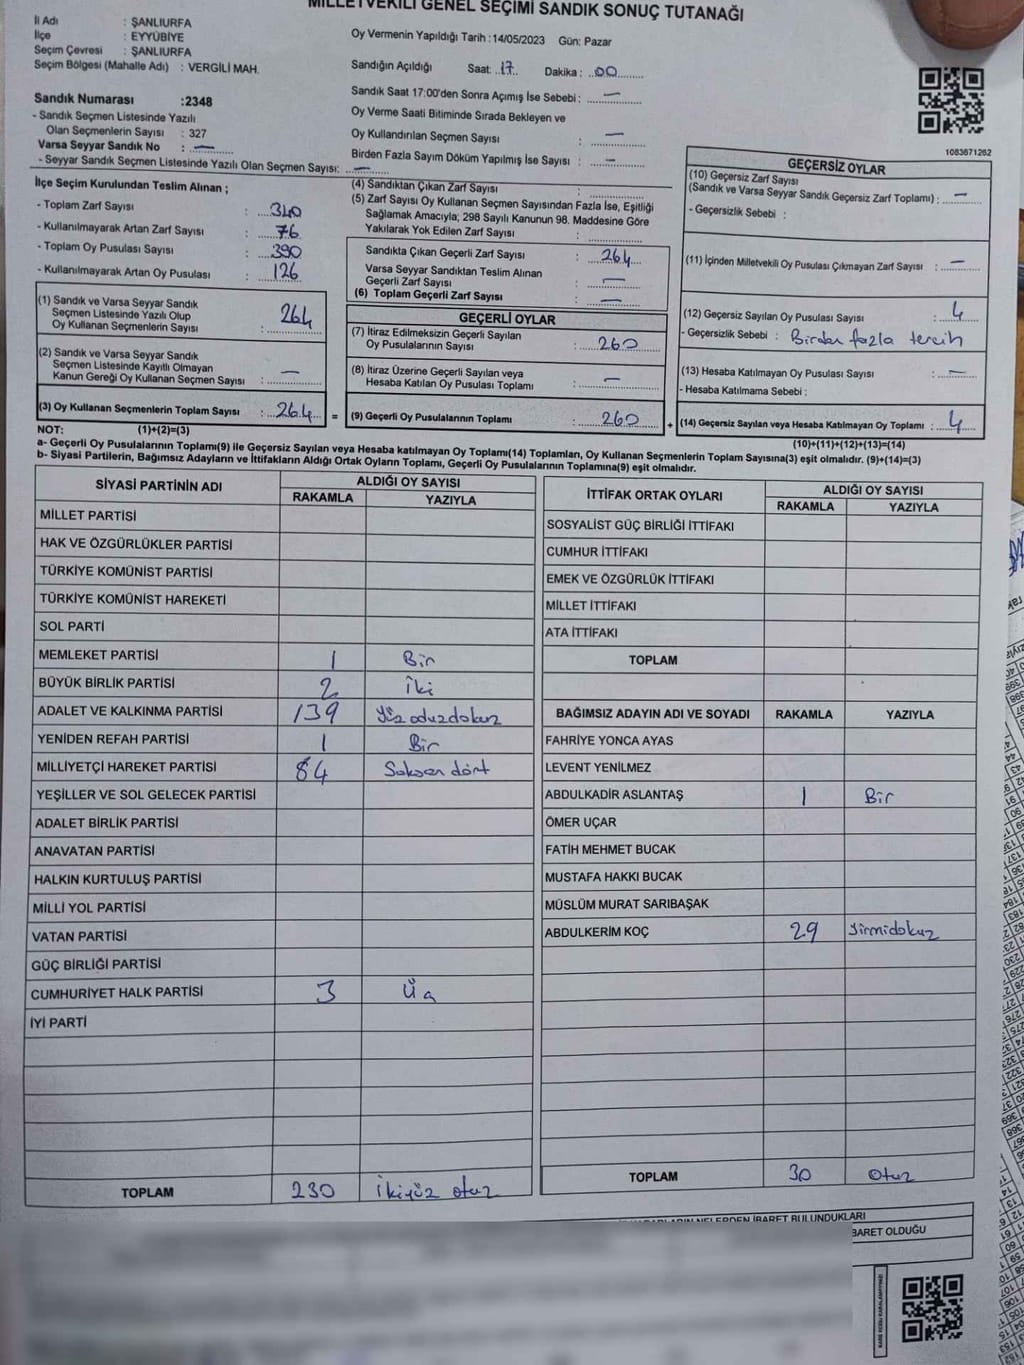 MİLLETVEKİLİ GENEL SEÇİMİ SANDIK SONUÇ TUTANAĞI
İl Adı : ŞANLIURFA
İlçe : EYYÜBİYE
Seçim Çevresi : ŞANLIURFA
Seçim Bölgesi (Mahalle Adı) : VERGİLİ MAH.
Sandık Numarası :2348
- Sandık Seçmen Listesinde Yazılı
Olan Seçmenlerin Sayısı : 327
Varsa Seyyar Sandık No : —
- Seyyar Sandık Seçmen Listesinde Yazılı Olan Seçmen Sayısı: —
Oy Vermenin Yapıldığı Tarih :14/05/2023 Gün: Pazar
Sandığın Açıldığı Saat: 17 Dakika : 00
Sandık Saat 17:00'den Sonra Açımış İse Sebebi : —
Oy Verme Saati Bitiminde Sırada Bekleyen ve
Oy Kullandırılan Seçmen Sayısı : —
Birden Fazla Sayım Döküm Yapılmış İse Sayısı : —
1083671262
İlçe Seçim Kurulundan Teslim Alınan ;
- Toplam Zarf Sayısı : 340
- Kullanılmayarak Artan Zarf Sayısı : 76
- Toplam Oy Pusulası Sayısı : 390
- Kullanılmayarak Artan Oy Pusulası : 126
(1) Sandık ve Varsa Seyyar Sandık
Seçmen Listesinde Yazılı Olup
Oy Kullanan Seçmenlerin Sayısı : 264
(2) Sandık ve Varsa Seyyar Sandık
Seçmen Listesinde Kayıtlı Olmayan
Kanun Gereği Oy Kullanan Seçmen Sayısı : —
(3) Oy Kullanan Seçmenlerin Toplam Sayısı : 264 =
(4) Sandıktan Çıkan Zarf Sayısı :
(5) Zarf Sayısı Oy Kullanan Seçmen Sayısından Fazla İse, Eşitliği
Sağlamak Amacıyla; 298 Sayılı Kanunun 98. Maddesine Göre
Yakılarak Yok Edilen Zarf Sayısı :
Sandıkta Çıkan Geçerli Zarf Sayısı : 264
Varsa Seyyar Sandıktan Teslim Alınan
Geçerli Zarf Sayısı : —
(6) Toplam Geçerli Zarf Sayısı : —
GEÇERLİ OYLAR
(7) İtiraz Edilmeksizin Geçerli Sayılan
Oy Pusulalarının Sayısı : 260
(8) İtiraz Üzerine Geçerli Sayılan veya
Hesaba Katılan Oy Pusulası Toplamı : —
(9) Geçerli Oy Pusulalarının Toplamı : 260 +
GEÇERSİZ OYLAR
(10) Geçersiz Zarf Sayısı
(Sandık ve Varsa Seyyar Sandık Geçersiz Zarf Toplamı) : —
- Geçersizlik Sebebi :
(11) İçinden Milletvekili Oy Pusulası Çıkmayan Zarf Sayısı : —
(12) Geçersiz Sayılan Oy Pusulası Sayısı : 4
- Geçersizlik Sebebi : Birden fazla tercih
(13) Hesaba Katılmayan Oy Pusulası Sayısı : —
- Hesaba Katılmama Sebebi :
(14) Geçersiz Sayılan veya Hesaba Katılmayan Oy Toplamı : 4
NOT: (1)+(2)=(3) (10)+(11)+(12)+(13)=(14)
a- Geçerli Oy Pusulalarının Toplamı(9) ile Geçersiz Sayılan veya Hesaba katılmayan Oy Toplamı(14) Toplamları, Oy Kullanan Seçmenlerin Toplam Sayısına(3) eşit olmalıdır. (9)+(14)=(3)
b- Siyasi Partilerin, Bağımsız Adayların ve İttifakların Aldığı Ortak Oyların Toplamı, Geçerli Oy Pusulalarının Toplamına(9) eşit olmalıdır.
SİYASİ PARTİNİN ADI ALDIĞI OY SAYISI
RAKAMLA YAZIYLA
MİLLET PARTİSİ
HAK VE ÖZGÜRLÜKLER PARTİSİ
TÜRKİYE KOMÜNİST PARTİSİ
TÜRKİYE KOMÜNİST HAREKETİ
SOL PARTİ
MEMLEKET PARTİSİ 1 Bir
BÜYÜK BİRLİK PARTİSİ 2 İki
ADALET VE KALKINMA PARTİSİ 139 Yüz oduzdokuz
YENİDEN REFAH PARTİSİ 1 Bir
MİLLİYETÇİ HAREKET PARTİSİ 84 Seksen dört
YEŞİLLER VE SOL GELECEK PARTİSİ
ADALET BİRLİK PARTİSİ
ANAVATAN PARTİSİ
HALKIN KURTULUŞ PARTİSİ
MİLLİ YOL PARTİSİ
VATAN PARTİSİ
GÜÇ BİRLİĞİ PARTİSİ
CUMHURİYET HALK PARTİSİ 3 Üç
İYİ PARTİ
TOPLAM 230 İkiyüz otuz
İTTİFAK ORTAK OYLARI ALDIĞI OY SAYISI
RAKAMLA YAZIYLA
SOSYALİST GÜÇ BİRLİĞİ İTTİFAKI
CUMHUR İTTİFAKI
EMEK VE ÖZGÜRLÜK İTTİFAKI
MİLLET İTTİFAKI
ATA İTTİFAKI
TOPLAM
BAĞIMSIZ ADAYIN ADI VE SOYADI RAKAMLA YAZIYLA
FAHRİYE YONCA AYAS
LEVENT YENİLMEZ
ABDULKADİR ASLANTAŞ 1 Bir
ÖMER UÇAR
FATİH MEHMET BUCAK
MUSTAFA HAKKI BUCAK
MÜSLÜM MURAT SARIBAŞAK
ABDULKERİM KOÇ 29 Yirmidokuz
TOPLAM 30 Otuz
NELERDEN İBARET BULUNDUKLARI
BARET OLDUĞU